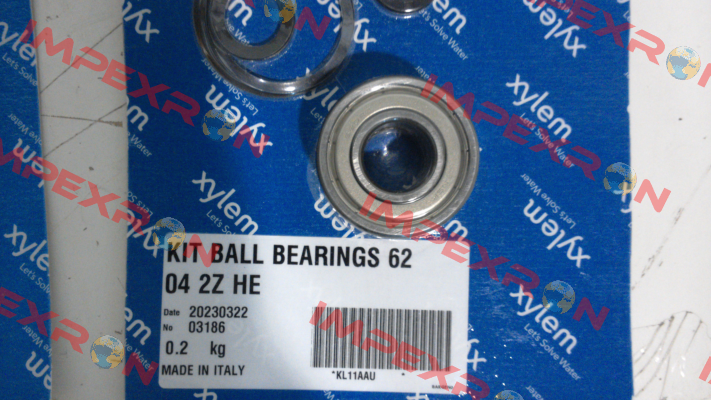 xylem
Let's Solve Water
KIT BALL BEARINGS 62
04 2Z HE
Date 20230322
No 03186
0.2 kg
MADE IN ITALY
*KL11AAU *
IMPEXRON